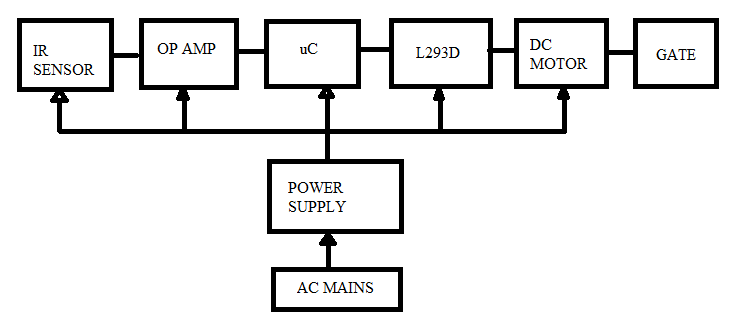 IR
SENSOR
OP AMP
uC
L293D
DC
MOTOR
GATE
POWER
SUPPLY
AC MAINS